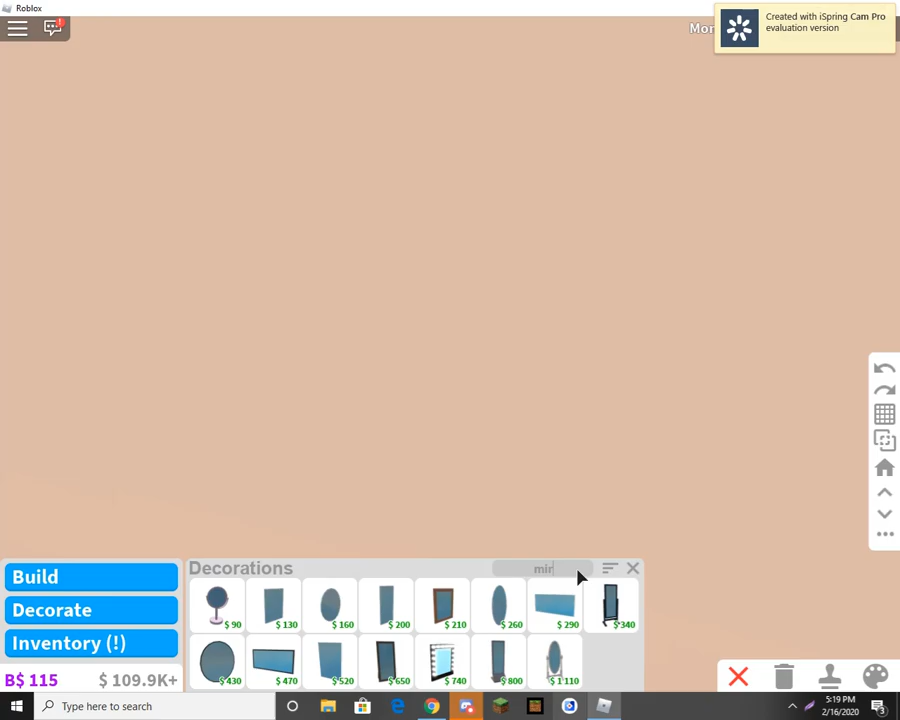 Roblox
Mor
Created with iSpring Cam Pro
evaluation version
Build
Decorate
Inventory (!)
B$ 115
$ 109.9K+
Decorations
mir
$ 90
$ 130
$ 160
$ 200
$ 210
$ 260
$ 290
$ 340
$ 430
$ 470
$ 520
$ 650
$ 740
$ 800
$ 1 110
Type here to search
5:19 PM
2/16/2020
3